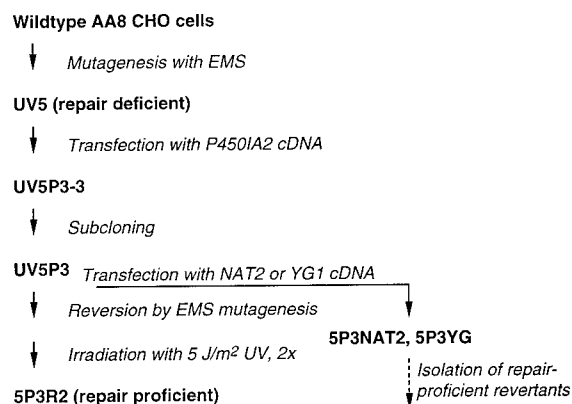 Wildtype AA8 CHO cells
Mutagenesis with EMS
UV5 (repair deficient)
Transfection with P450IA2 cDNA
UV5P3-3
Subcloning
UV5P3
Transfection with NAT2 or YG1 cDNA
Reversion by EMS mutagenesis
5P3NAT2, 5P3YG
Irradiation with 5 J/m2 UV, 2x
Isolation of repair-
proficient revertants
5P3R2 (repair proficient)